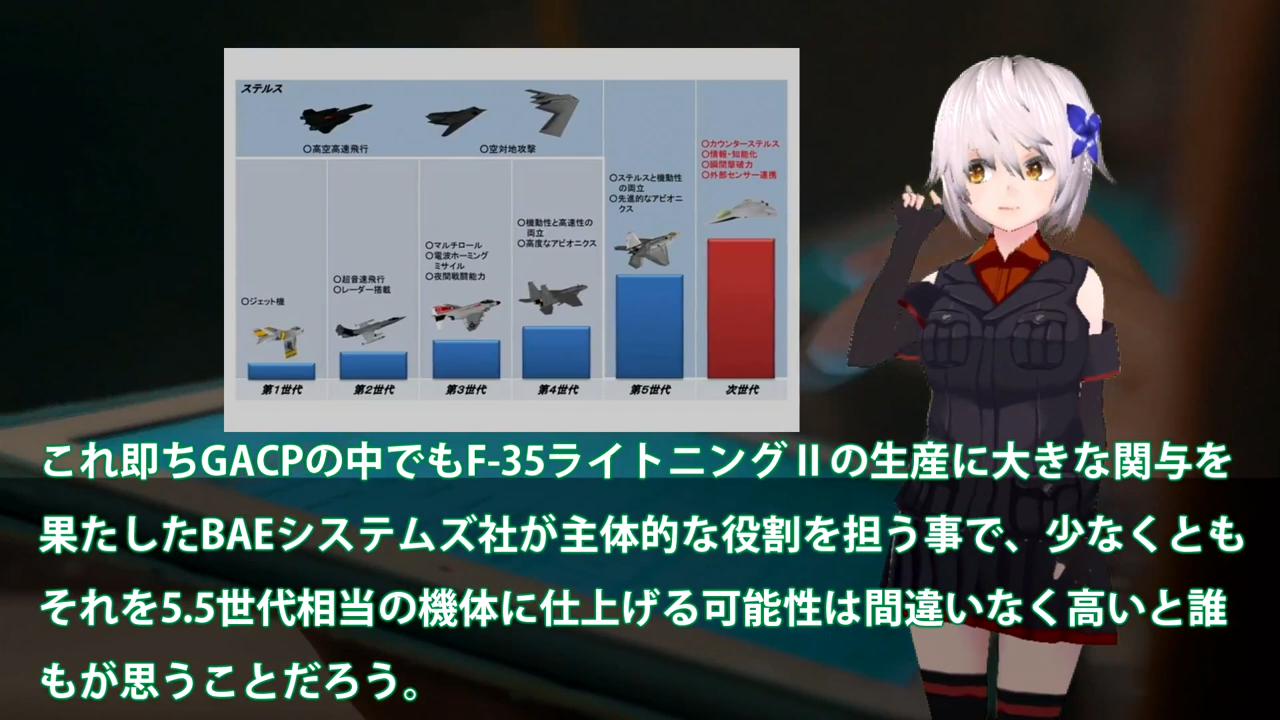 ステルス
○高空高速飛行
○空対地攻撃
○カウンターステルス
○情報・知能化
○瞬間撃破力
○外部センサー連携
○ステルスと機動性
の両立
○先進的なアビオニ
クス
○機動性と高速性の
両立
○高度なアビオニクス
○マルチロール
○電波ホーミング
ミサイル
○夜間戦闘能力
○超音速飛行
○レーダー搭載
○ジェット機
第1世代
第2世代
第3世代
第4世代
第5世代
次世代
これ即ちGACPの中でもF-35ライトニングⅡの生産に大きな関与を
果たしたBAEシステムズ社が主体的な役割を担う事で、少なくとも
それを5.5世代相当の機体に仕上げる可能性は間違いなく高いと誰
もが思うことだろう。